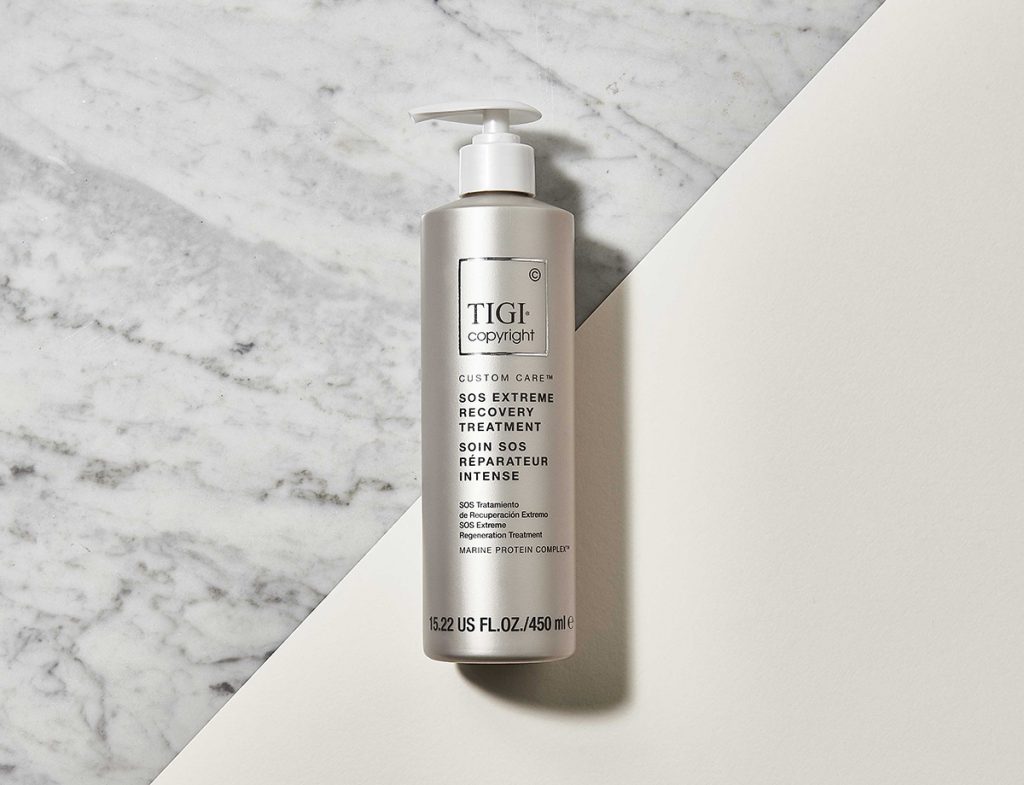 ©
TIGI®
copyright
CUSTOM CARE™
SOS EXTREME
RECOVERY
TREATMENT
SOIN SOS
RÉPARATEUR
INTENSE
SOS Tratamiento
de Recuperación Extremo
SOS Extreme
Regeneration Treatment
MARINE PROTEIN COMPLEX™
15.22 US FL.OZ./450 ml ℮